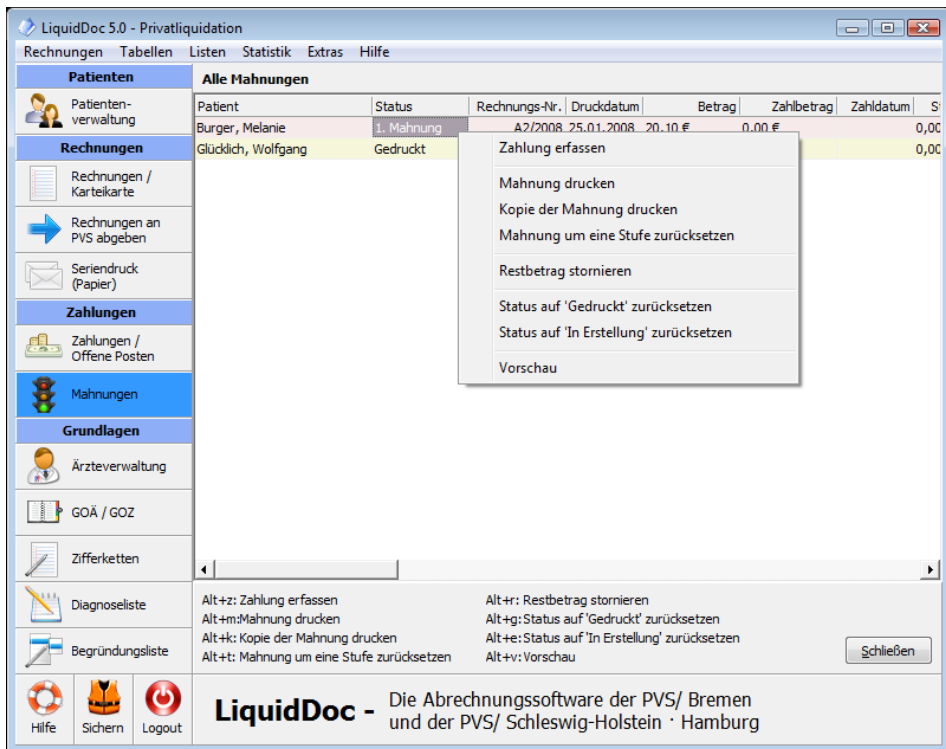 LiquidDoc 5.0 - Privatliquidation
Rechnungen Tabellen Listen Statistik Extras Hilfe
Patienten
Patienten-
verwaltung
Rechnungen
Rechnungen /
Karteikarte
Rechnungen an
PVS abgeben
Seriendruck
(Papier)
Zahlungen
Zahlungen /
Offene Posten
Mahnungen
Grundlagen
Ärzteverwaltung
GOÄ / GOZ
Zifferketten
Diagnoseliste
Begründungsliste
Hilfe Sichern Logout
Alle Mahnungen
Patient Status Rechnungs-Nr. Druckdatum Betrag Zahlbetrag Zahldatum S
Burger, Melanie 1. Mahnung A2/2008 25.01.2008 20,10 € 0,00 € 0,00
Glücklich, Wolfgang Gedruckt 0,00
Zahlung erfassen
Mahnung drucken
Kopie der Mahnung drucken
Mahnung um eine Stufe zurücksetzen
Restbetrag stornieren
Status auf 'Gedruckt' zurücksetzen
Status auf 'In Erstellung' zurücksetzen
Vorschau
Alt+z: Zahlung erfassen
Alt+m:Mahnung drucken
Alt+k: Kopie der Mahnung drucken
Alt+t: Mahnung um eine Stufe zurücksetzen
Alt+r: Restbetrag stornieren
Alt+g:Status auf 'Gedruckt' zurücksetzen
Alt+e:Status auf 'In Erstellung' zurücksetzen
Alt+v:Vorschau
Schließen
LiquidDoc -
Die Abrechnungssoftware der PVS/ Bremen
und der PVS/ Schleswig-Holstein · Hamburg